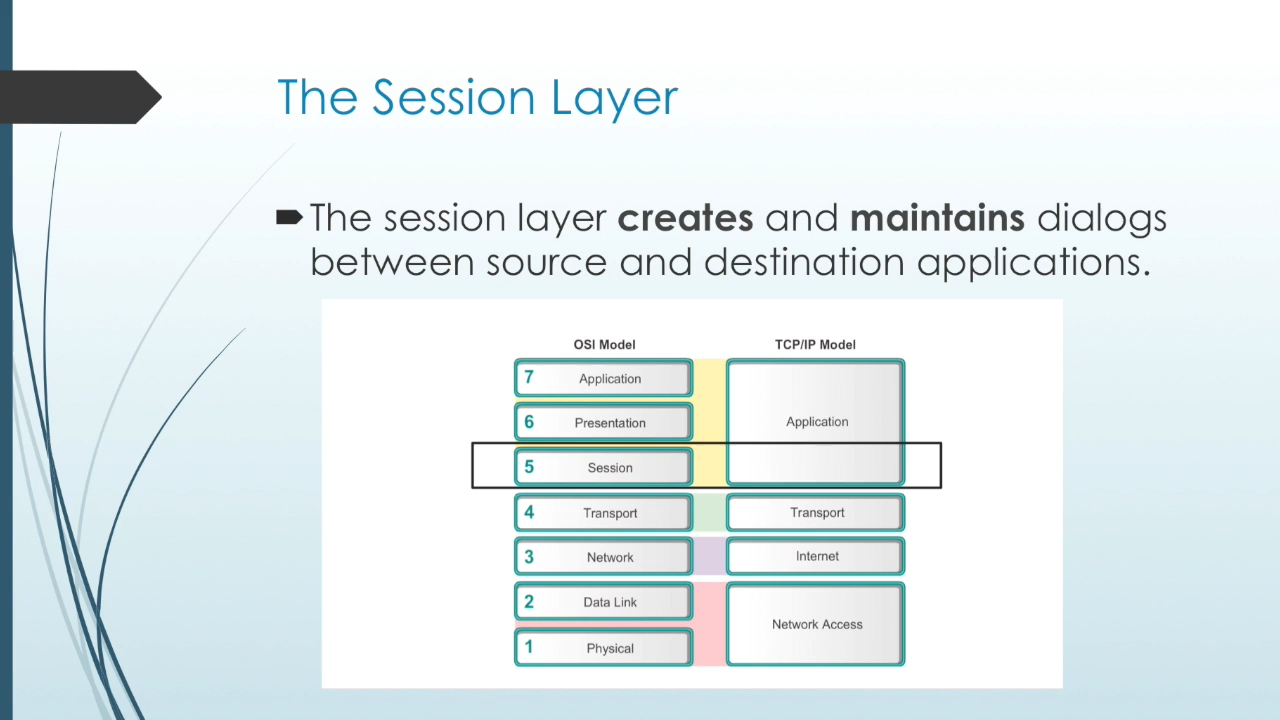 The Session Layer
The session layer creates and maintains dialogs
between source and destination applications.
OSI Model
TCP/IP Model
7 Application
6 Presentation
Application
5 Session
4 Transport
Transport
3 Network
Internet
2 Data Link
Network Access
1 Physical